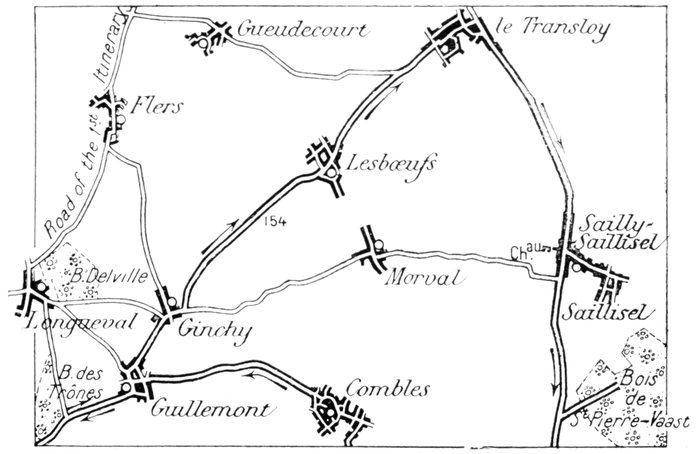 Gueudecourt
le Transloy
Road of the 1st Itinerary
Flers
Lesbœufs
154
Sailly-
Saillisel
Chau
B. Delville
Morval
Longueval
Ginchy
Saillisel
B. des
Trônes
Guillemont
Combles
Bois
de
St Pierre-Vaast